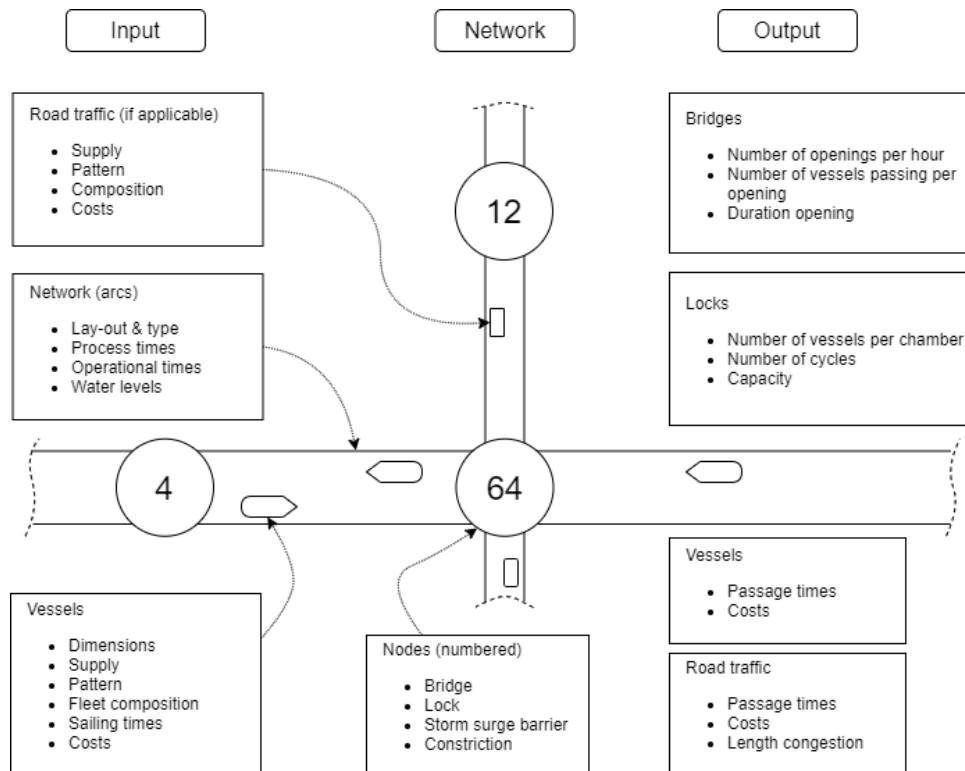 Input
Network
Output
Road traffic (if applicable)
Supply
Pattern
Composition
Costs
Network (arcs)
Lay-out & type
Process times
Operational times
Water levels
12
4
64
Vessels
Dimensions
Supply
Pattern
Fleet composition
Sailing times
Costs
Nodes (numbered)
Bridge
Lock
Storm surge barrier
Constriction
Bridges
Number of openings per hour
Number of vessels passing per
opening
Duration opening
Locks
Number of vessels per chamber
Number of cycles
Capacity
Vessels
Passage times
Costs
Road traffic
Passage times
Costs
Length congestion